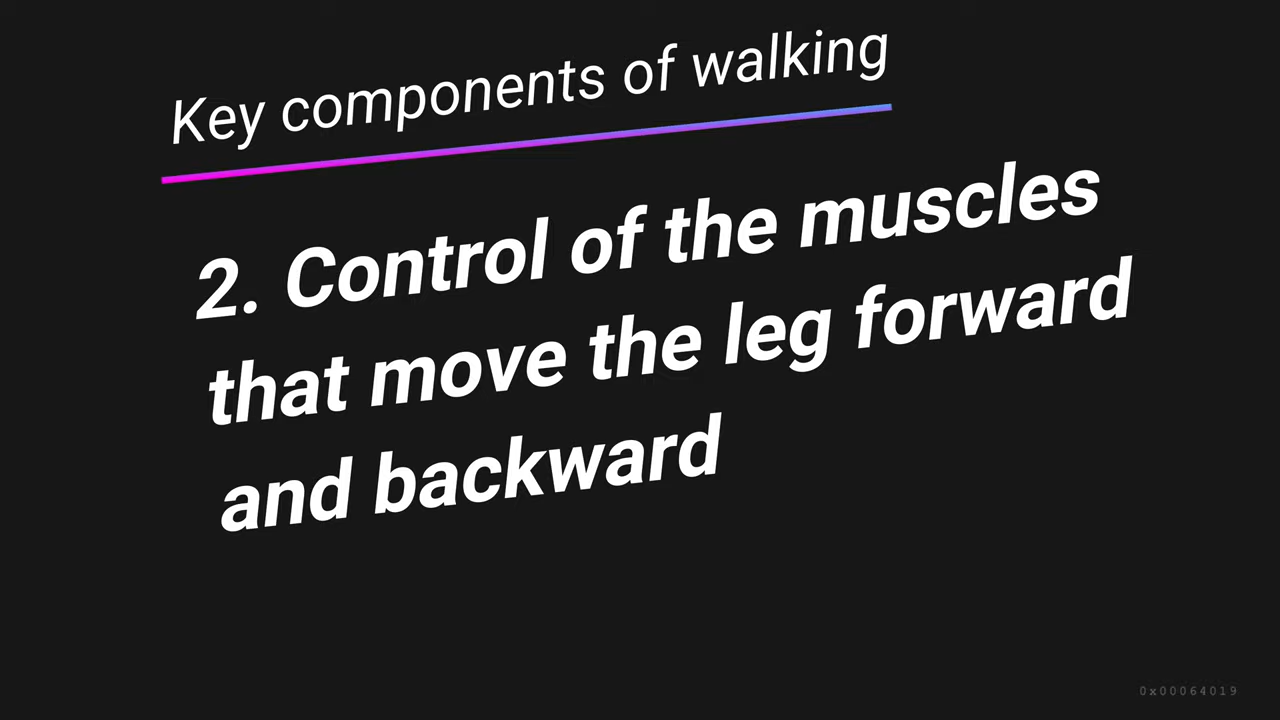 Key components of walking
2. Control of the muscles
that move the leg forward
and backward
0x00064019